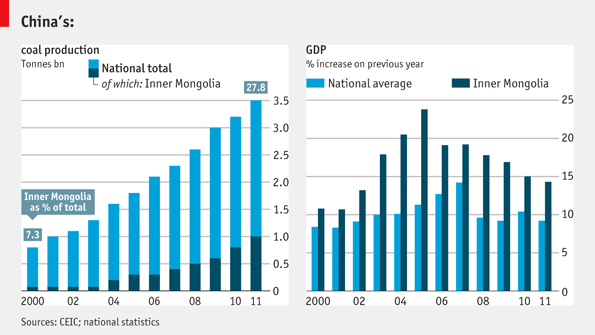 China's:
coal production
Tonnes bn
National total
of which: Inner Mongolia
27.8
Inner Mongolia
as % of total
7.3
3.5
3.0
2.5
2.0
1.5
1.0
0.5
0
2000 02 04 06 08 10 11
GDP
% increase on previous year
National average Inner Mongolia
25
20
15
10
5
0
2000 02 04 06 08 10 11
Sources: CEIC; national statistics